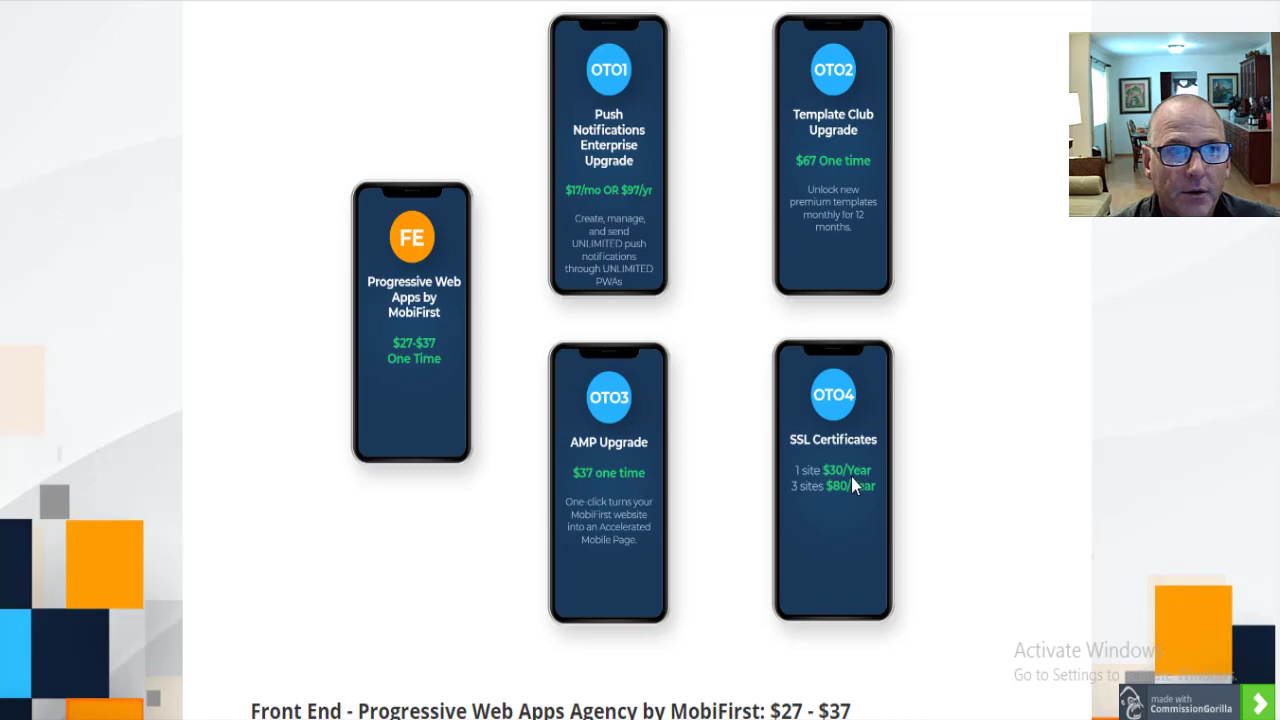 FE
Progressive Web
Apps by
MobiFirst
$27-$37
One Time
OTO1
Push
Notifications
Enterprise
Upgrade
$17/mo OR $97/yr
Create, manage,
and send
UNLIMITED push
notifications
through UNLIMITED
PWAs
OTO2
Template Club
Upgrade
$67 One time
Unlock new
premium templates
monthly for 12
months.
OTO3
AMP Upgrade
$37 one time
One-click turns your
MobiFirst website
into an Accelerated
Mobile Page.
OTO4
SSL Certificates
1 site $30/Year
3 sites $80/Year
Activate Windows
Go to Settings to activate Windows.
made with
CommissionGorilla
Front End - Progressive Web Apps Agency by MobiFirst: $27 - $37